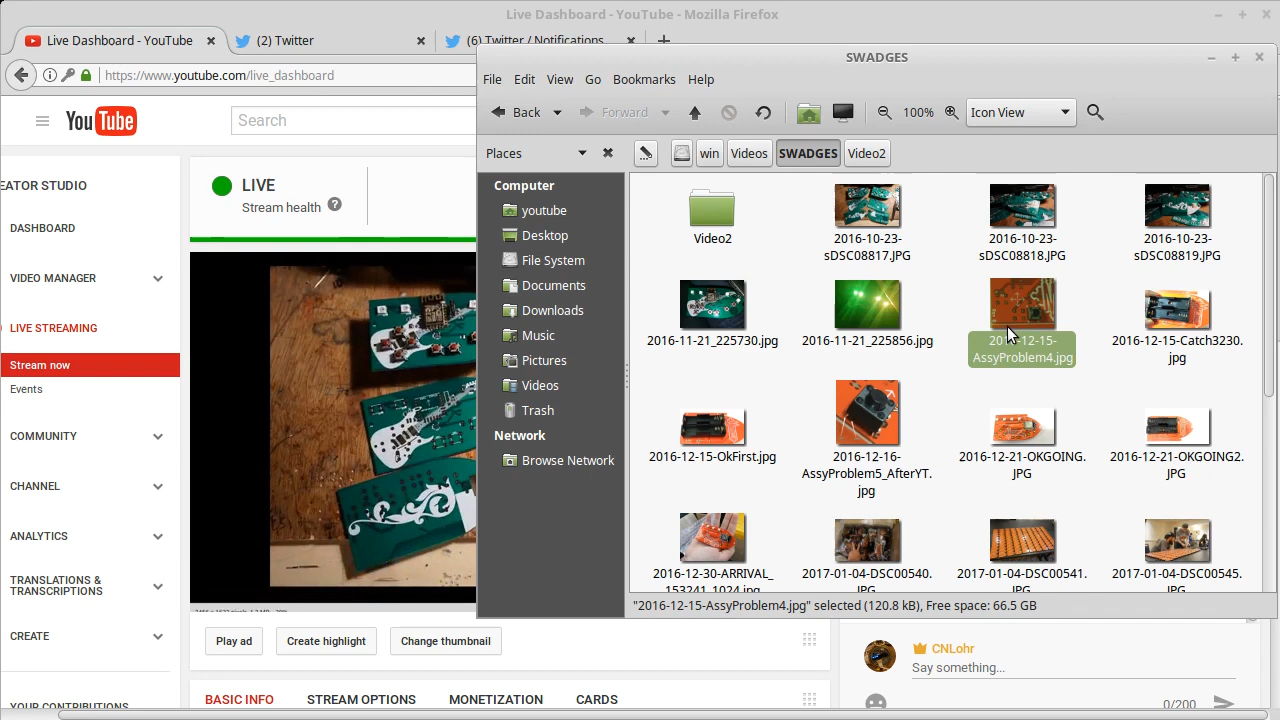 Live Dashboard - YouTube - Mozilla Firefox
Live Dashboard - YouTube
(2) Twitter
(6) Twitter / Notifications
https://www.youtube.com/live_dashboard
YouTube
Search
EATOR STUDIO
DASHBOARD
VIDEO MANAGER
LIVE STREAMING
Stream now
Events
COMMUNITY
CHANNEL
ANALYTICS
TRANSLATIONS &
TRANSCRIPTIONS
CREATE
YOUR CONTRIBUTIONS
LIVE
Stream health
Play ad
Create highlight
Change thumbnail
BASIC INFO
STREAM OPTIONS
MONETIZATION
CARDS
SWADGES
File Edit View Go Bookmarks Help
Back
Forward
100%
Icon View
Places
win
Videos
SWADGES
Video2
Computer
youtube
Desktop
File System
Documents
Downloads
Music
Pictures
Videos
Trash
Network
Browse Network
Video2
2016-10-23-
sDSC08817.JPG
2016-10-23-
sDSC08818.JPG
2016-10-23-
sDSC08819.JPG
2016-11-21_225730.jpg
2016-11-21_225856.jpg
2016-12-15-
AssyProblem4.jpg
2016-12-15-Catch3230.
jpg
2016-12-15-OkFirst.jpg
2016-12-16-
AssyProblem5_AfterYT.
jpg
2016-12-21-OKGOING.
JPG
2016-12-21-OKGOING2.
JPG
2016-12-30-ARRIVAL_
153241_1024.jpg
2017-01-04-DSC00540.
JPG
2017-01-04-DSC00541.
JPG
2017-01-04-DSC00545.
JPG
"2016-12-15-AssyProblem4.jpg" selected (120.8 kB), Free space: 66.5 GB
CNLohr
Say something...
0/200